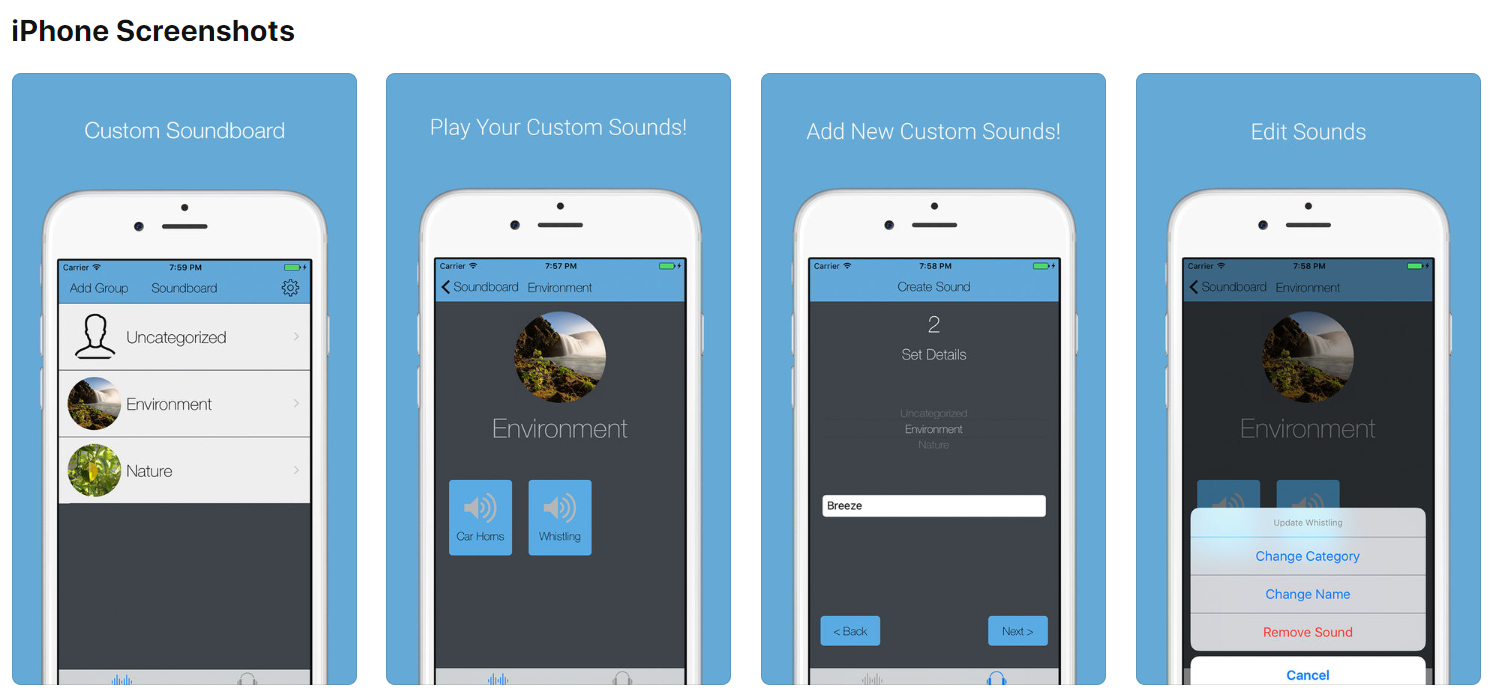 iPhone Screenshots
Custom Soundboard
Carrier 7:59 PM
Add Group Soundboard
Uncategorized
Environment
Nature
Play Your Custom Sounds!
Carrier 7:57 PM
Soundboard Environment
Environment
Car Horns Whistling
Add New Custom Sounds!
Carrier 7:58 PM
Create Sound
2
Set Details
Uncategorized
Environment
Nature
Breeze
< Back Next >
Edit Sounds
Carrier 7:58 PM
Soundboard Environment
Environment
Update Whistling
Change Category
Change Name
Remove Sound
Cancel